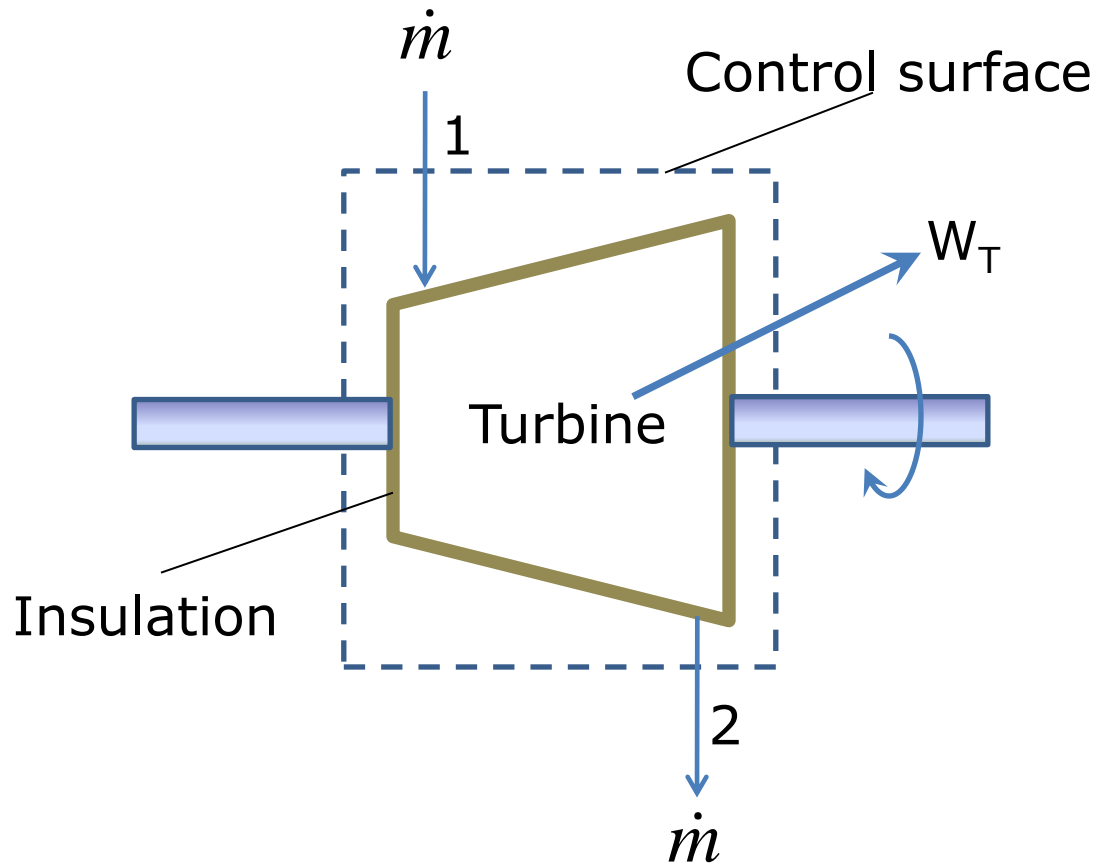 ṁ
Control surface
1
W_T
Turbine
Insulation
2
ṁ